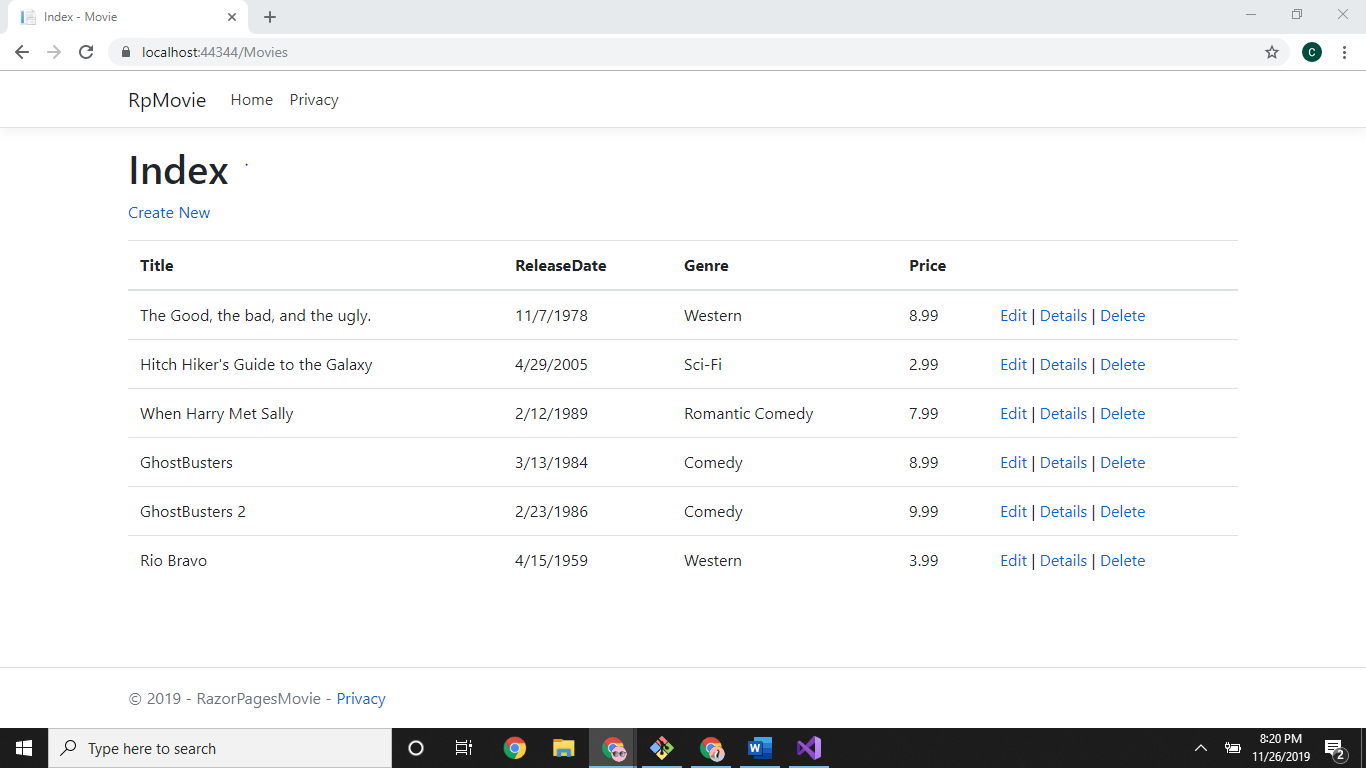 Index - Movie
localhost:44344/Movies
C
RpMovie Home Privacy
Index
Create New
Title ReleaseDate Genre Price
The Good, the bad, and the ugly. 11/7/1978 Western 8.99 Edit | Details | Delete
Hitch Hiker's Guide to the Galaxy 4/29/2005 Sci-Fi 2.99 Edit | Details | Delete
When Harry Met Sally 2/12/1989 Romantic Comedy 7.99 Edit | Details | Delete
GhostBusters 3/13/1984 Comedy 8.99 Edit | Details | Delete
GhostBusters 2 2/23/1986 Comedy 9.99 Edit | Details | Delete
Rio Bravo 4/15/1959 Western 3.99 Edit | Details | Delete
© 2019 - RazorPagesMovie - Privacy
Type here to search
8:20 PM
11/26/2019
2